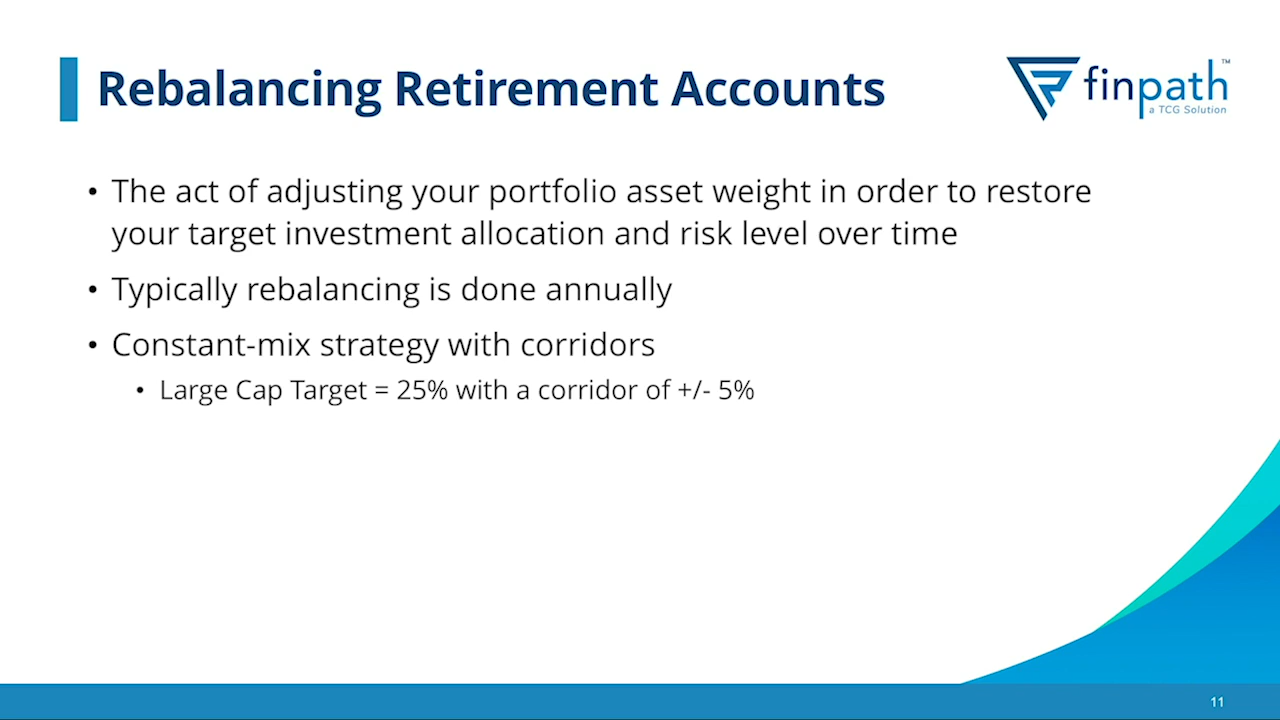 Rebalancing Retirement Accounts
finpath™
a TCG Solution
• The act of adjusting your portfolio asset weight in order to restore
your target investment allocation and risk level over time
• Typically rebalancing is done annually
• Constant-mix strategy with corridors
• Large Cap Target = 25% with a corridor of +/- 5%
11